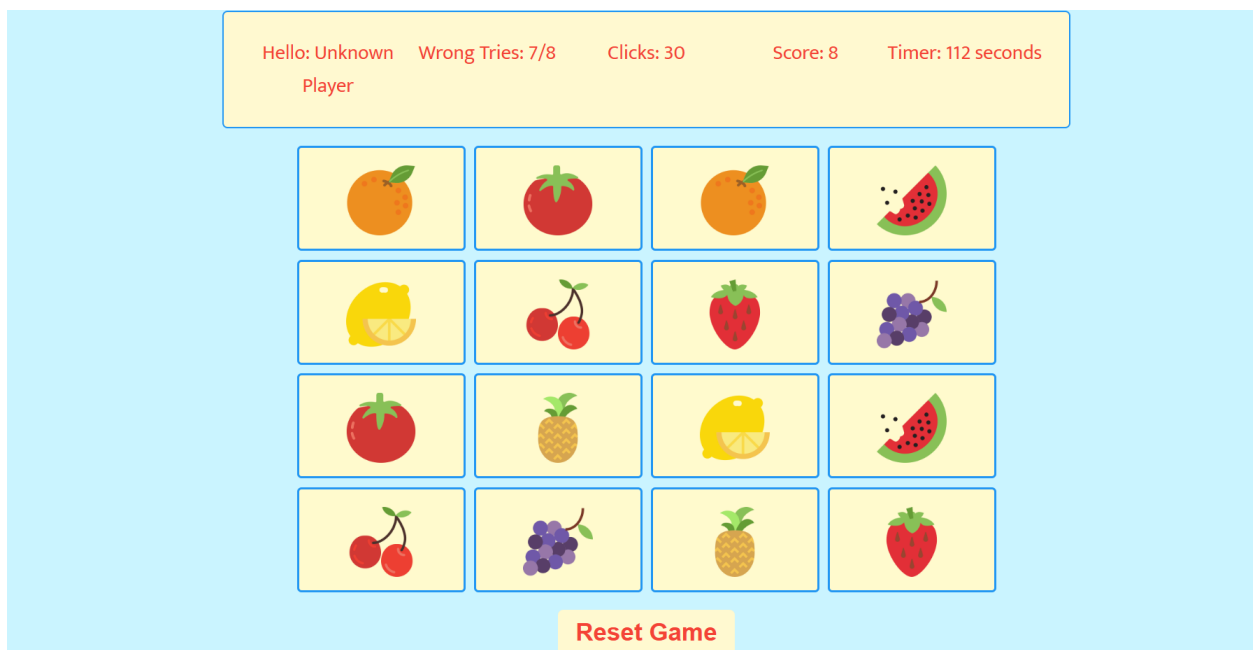 Hello: Unknown Player
Wrong Tries: 7/8
Clicks: 30
Score: 8
Timer: 112 seconds
Reset Game